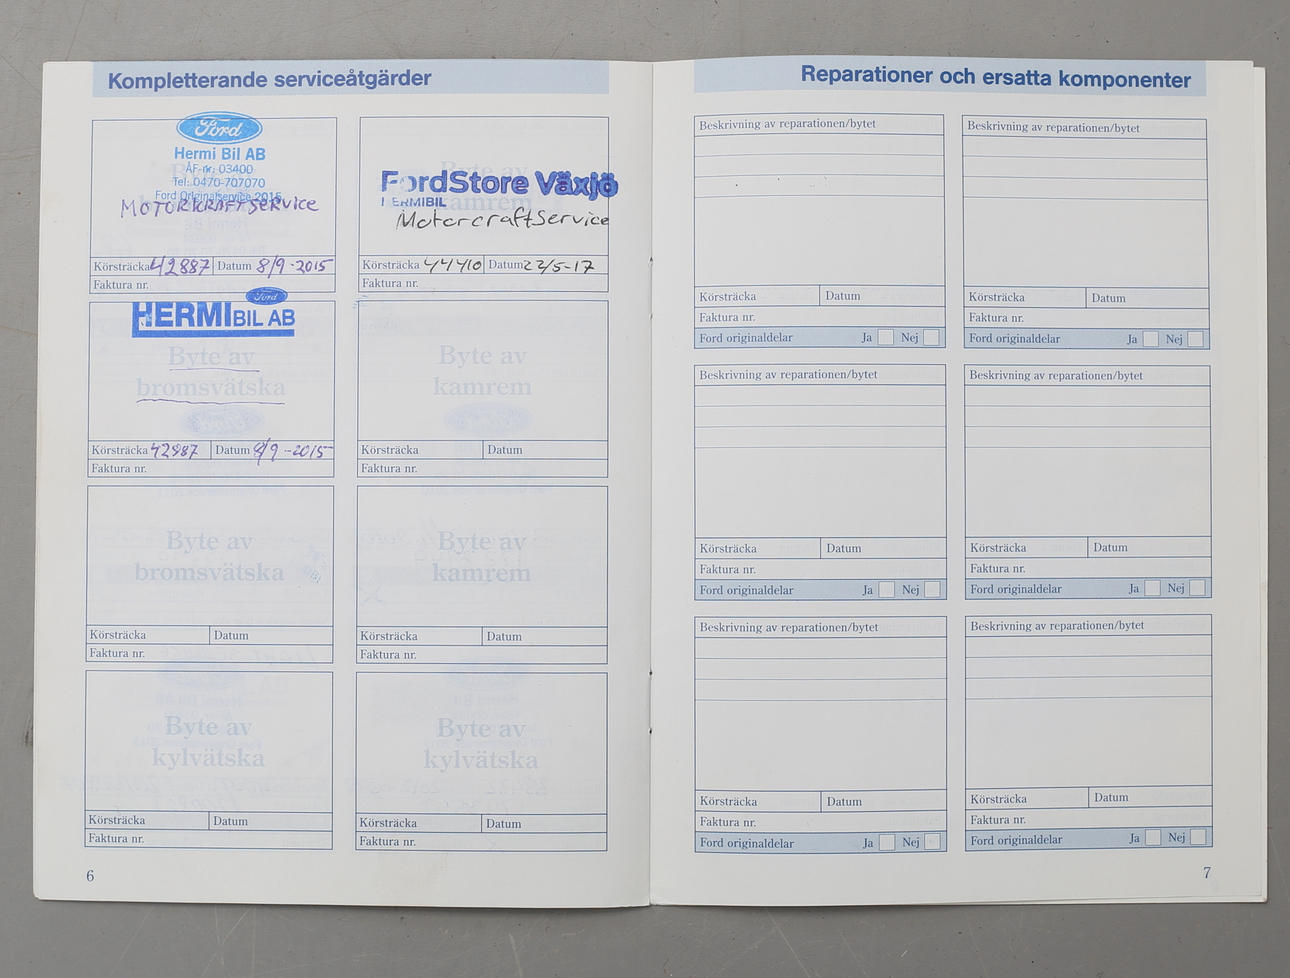 Kompletterande serviceåtgärder
Ford
Hermi Bil AB
ÅF-nr: 03400
Tel: 0470-707070
Ford Originalservice 2015
MOTORKRAFTSERVICE
Körsträcka 42887 Datum 8/9-2015
Faktura nr.
FordStore Växjö
HERMIBIL
kamrem
MotorcraftService
Körsträcka 44410 Datum 22/5-17
Faktura nr.
Ford
HERMI BIL AB
Byte av
bromsvätska
Körsträcka 42987 Datum 8/9-2015
Faktura nr.
Byte av
kamrem
Körsträcka Datum
Faktura nr.
Byte av
bromsvätska
Körsträcka Datum
Faktura nr.
Byte av
kamrem
Körsträcka Datum
Faktura nr.
Byte av
kylvätska
Körsträcka Datum
Faktura nr.
Byte av
kylvätska
Körsträcka Datum
Faktura nr.
6
Reparationer och ersatta komponenter
Beskrivning av reparationen/bytet
Körsträcka Datum
Faktura nr.
Ford originaldelar Ja Nej
Beskrivning av reparationen/bytet
Körsträcka Datum
Faktura nr.
Ford originaldelar Ja Nej
Beskrivning av reparationen/bytet
Körsträcka Datum
Faktura nr.
Ford originaldelar Ja Nej
Beskrivning av reparationen/bytet
Körsträcka Datum
Faktura nr.
Ford originaldelar Ja Nej
Beskrivning av reparationen/bytet
Körsträcka Datum
Faktura nr.
Ford originaldelar Ja Nej
Beskrivning av reparationen/bytet
Körsträcka Datum
Faktura nr.
Ford originaldelar Ja Nej
7